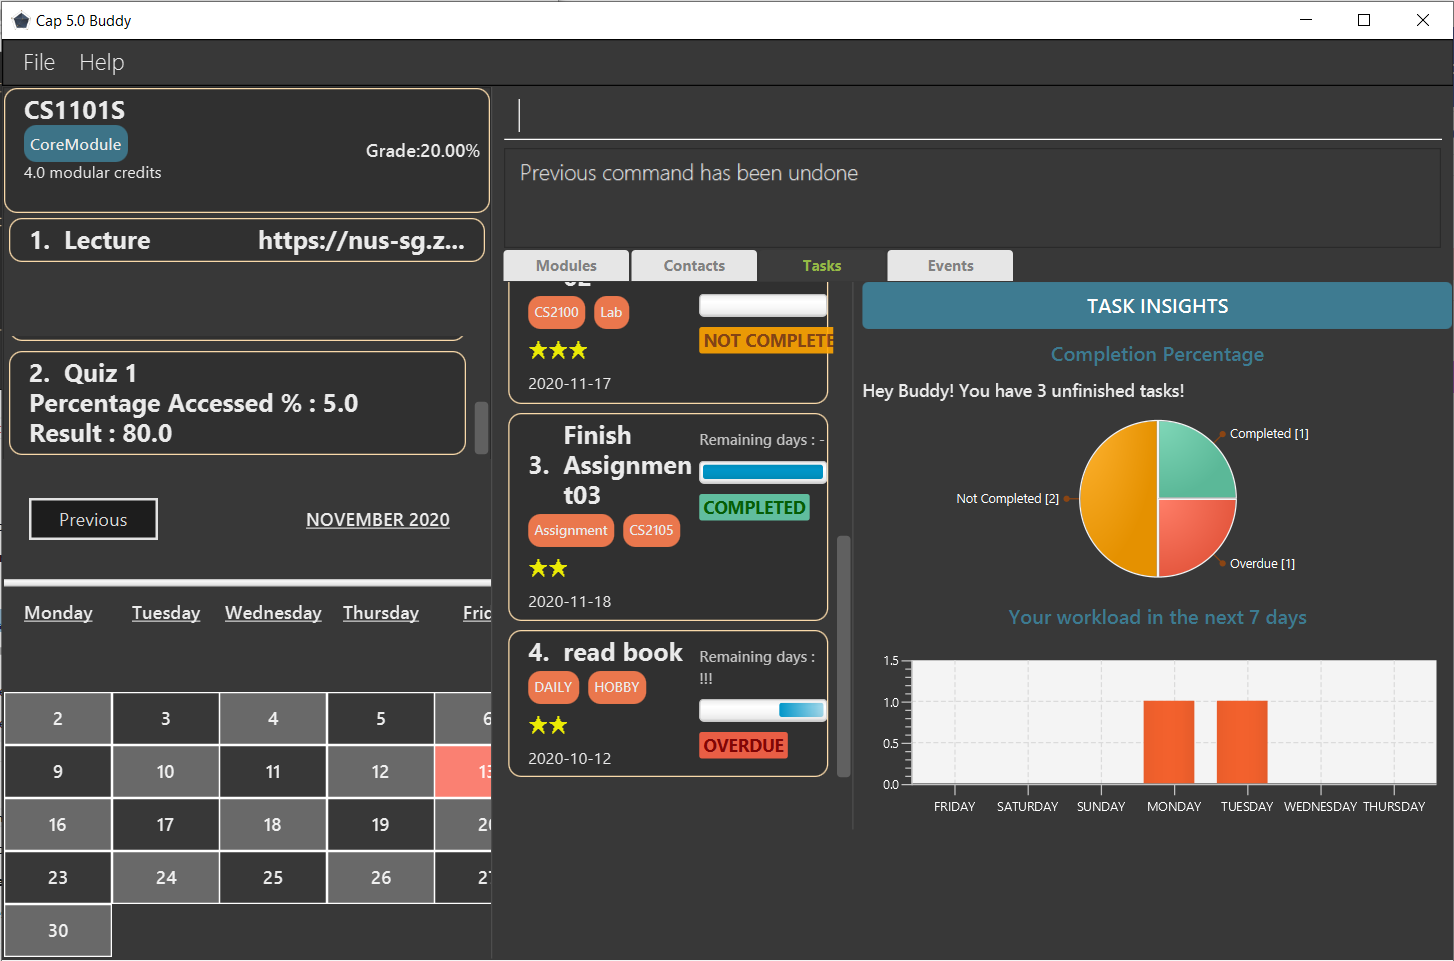 Cap 5.0 Buddy
File Help
CS1101S
CoreModule
Grade:20.00%
4.0 modular credits
1. Lecture https://nus-sg.z...
2. Quiz 1
Percentage Accessed % : 5.0
Result : 80.0
Previous
NOVEMBER 2020
Monday Tuesday Wednesday Thursday
2 3 4 5 6
9 10 11 12 13
16 17 18 19
23 24 25 26
30
Previous command has been undone
Modules Contacts Tasks Events
CS2100 Lab
NOT COMPLETE
2020-11-17
3. Finish
Assignmen
t03
Remaining days : -
COMPLETED
Assignment CS2105
2020-11-18
4. read book
Remaining days :
!!!
DAILY HOBBY
OVERDUE
2020-10-12
TASK INSIGHTS
Completion Percentage
Hey Buddy! You have 3 unfinished tasks!
Completed [1]
Not Completed [2]
Overdue [1]
Your workload in the next 7 days
1.5
1.0
0.5
0.0
FRIDAY SATURDAY SUNDAY MONDAY TUESDAY WEDNESDAY THURSDAY